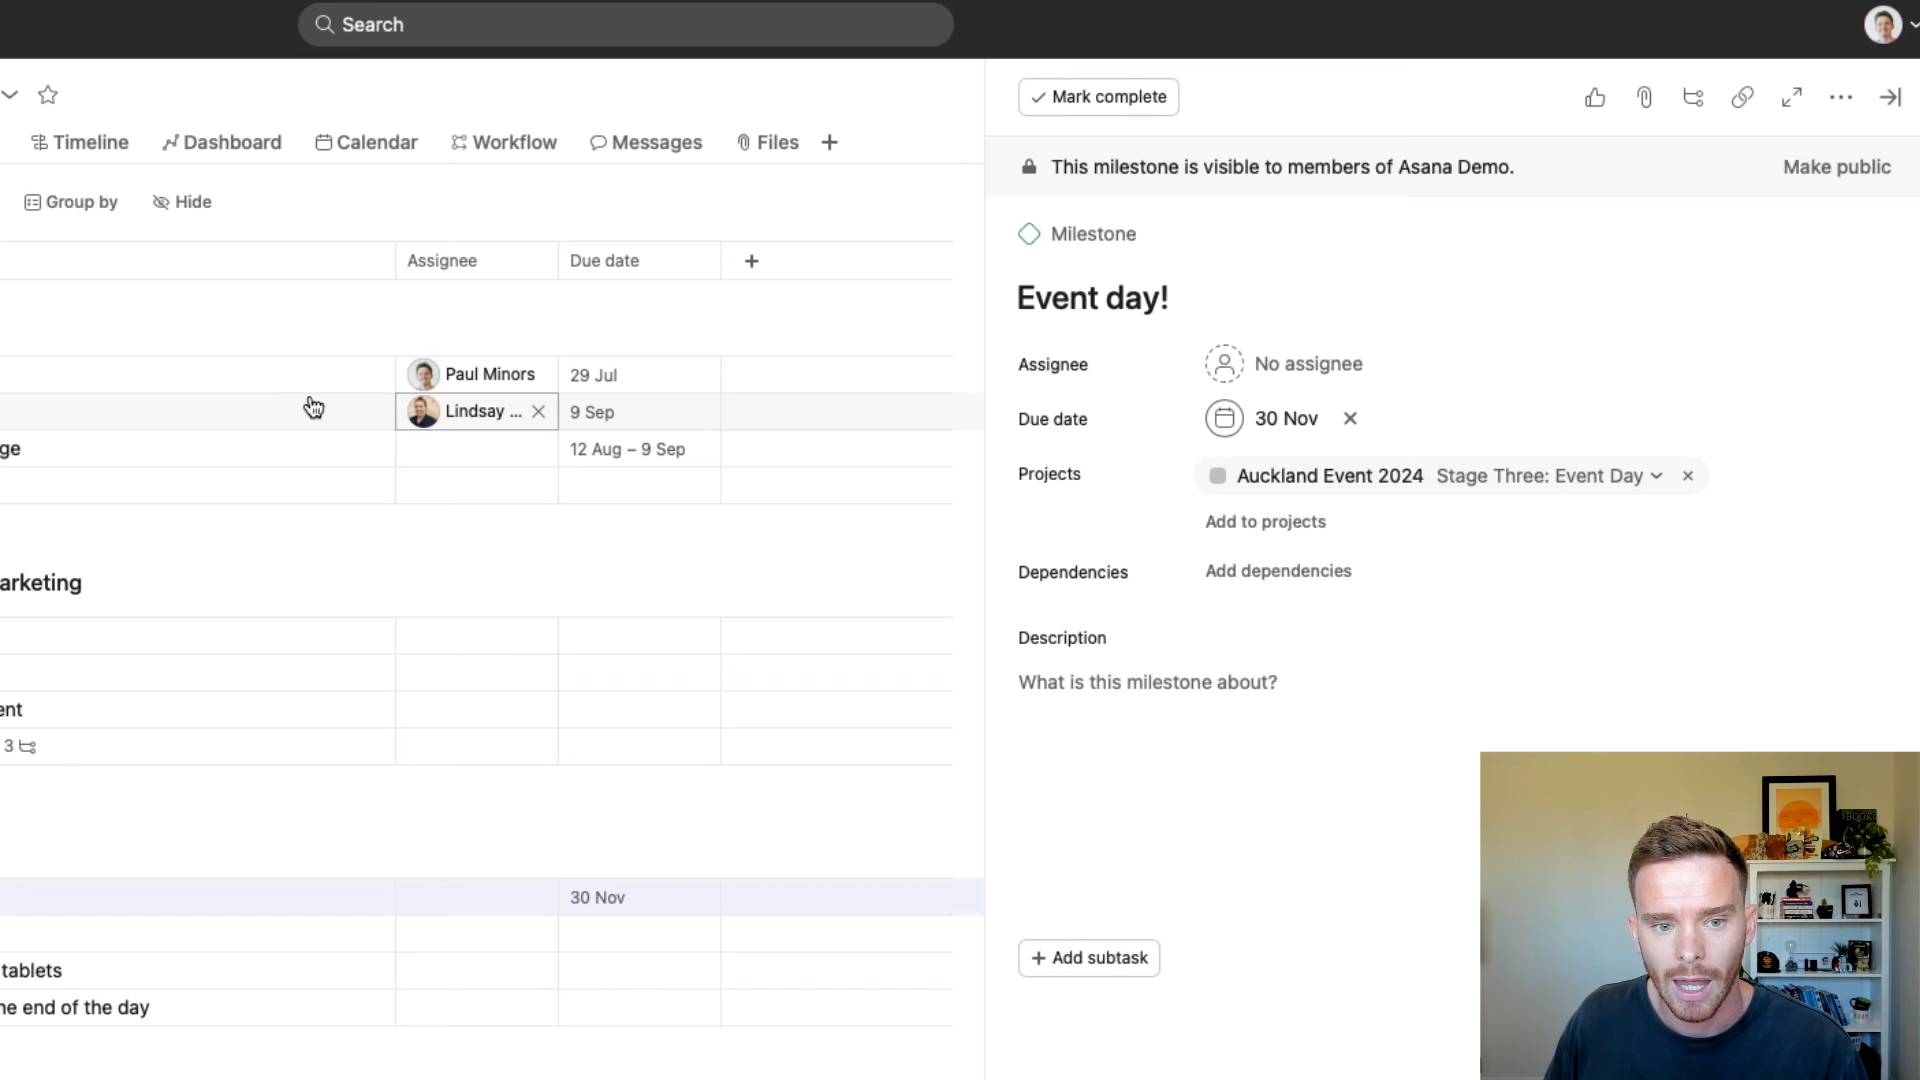 Search
Mark complete
Timeline Dashboard Calendar Workflow Messages Files
This milestone is visible to members of Asana Demo. Make public
Group by Hide
Milestone
Assignee Due date
Event day!
Assignee No assignee
Paul Minors 29 Jul
Lindsay ... 9 Sep
Due date 30 Nov
ge 12 Aug – 9 Sep
Projects Auckland Event 2024 Stage Three: Event Day
Add to projects
Dependencies Add dependencies
arketing
Description
What is this milestone about?
ent
3
30 Nov
Add subtask
tablets
ne end of the day